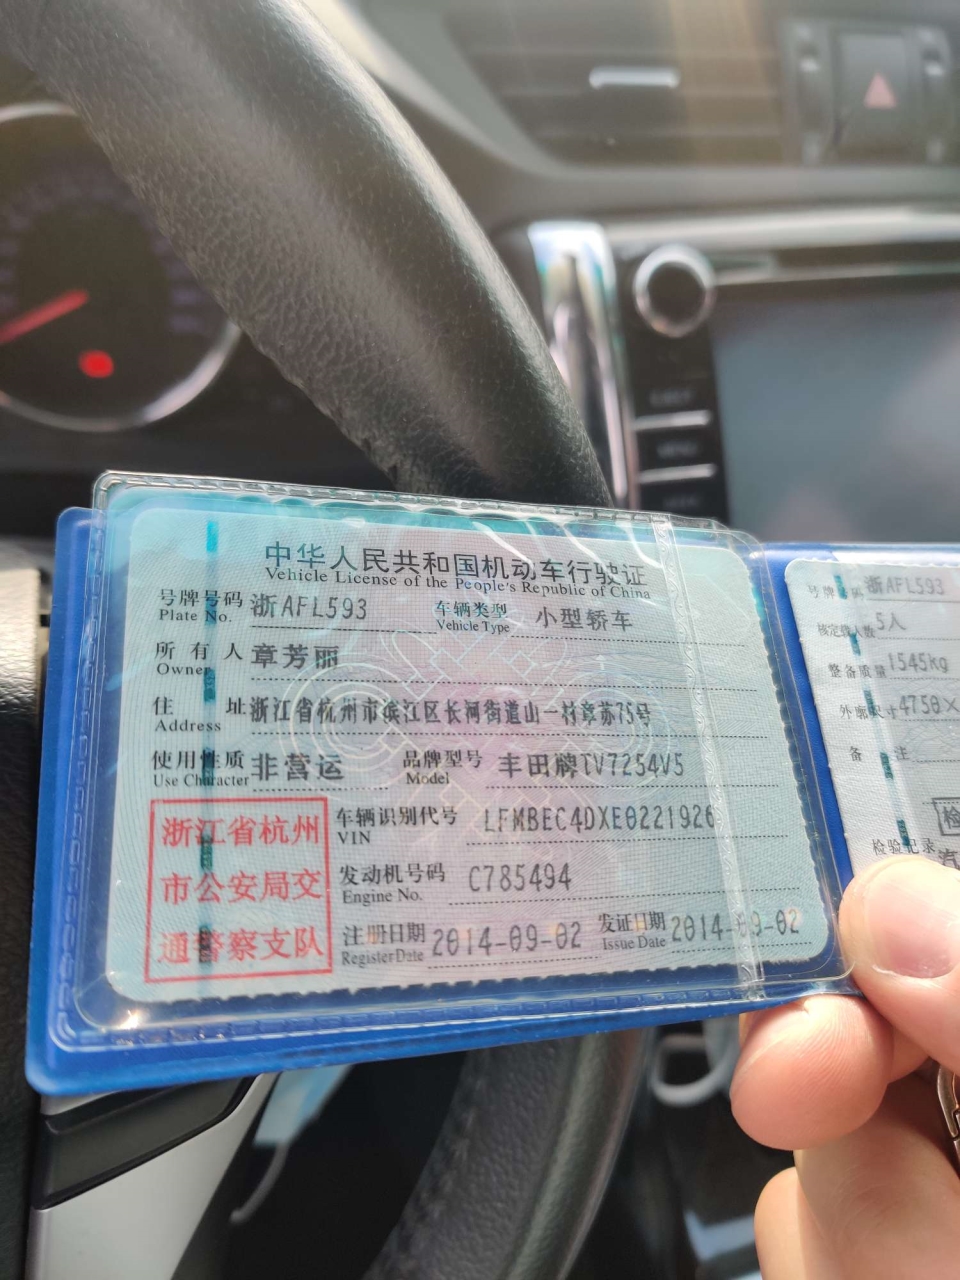 中华人民共和国机动车行驶证
Vehicle License of the People's Republic of China
号牌号码 浙AFL593 车辆类型 小型轿车
Plate No. Vehicle Type
所有人 章芳丽
Owner
住址 浙江省杭州市滨江区长河街道山一村章苏75号
Address
使用性质 非营运 品牌型号 丰田牌TV7254V5
Use Character Model
浙江省杭州
市公安局交
通警察支队
车辆识别代号 LFMBEC4DXE0221926
VIN
发动机号码 C785494
Engine No.
注册日期 2014-09-02 发证日期 2014-09-02
Register Date Issue Date
号牌号码 浙AFL593
核定载人数 5人
整备质量 1545kg
外廓尺寸 4750×
备注
检
检验记录
汽